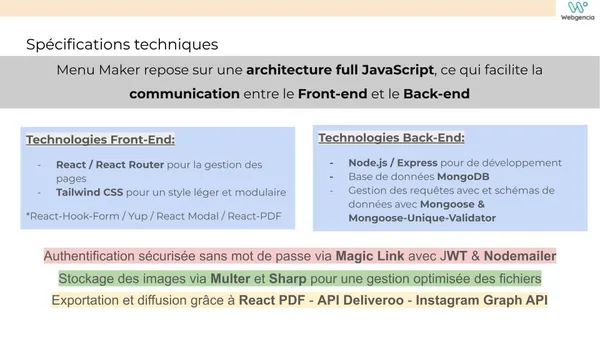 Webgencia
Spécifications techniques
Menu Maker repose sur une architecture full JavaScript, ce qui facilite la
communication entre le Front-end et le Back-end
Technologies Front-End:
- React / React Router pour la gestion des
pages
- Tailwind CSS pour un style léger et modulaire
*React-Hook-Form / Yup / React Modal / React-PDF
Technologies Back-End:
- Node.js / Express pour de développement
- Base de données MongoDB
- Gestion des requêtes avec et schémas de
données avec Mongoose &
Mongoose-Unique-Validator
Authentification sécurisée sans mot de passe via Magic Link avec JWT & Nodemailer
Stockage des images via Multer et Sharp pour une gestion optimisée des fichiers
Exportation et diffusion grâce à React PDF - API Deliveroo - Instagram Graph API